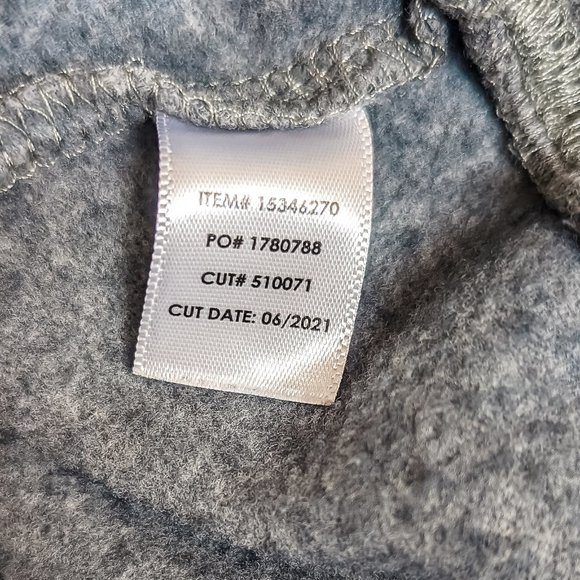 ITEM# 15346270
PO# 1780788
CUT# 510071
CUT DATE: 06/2021